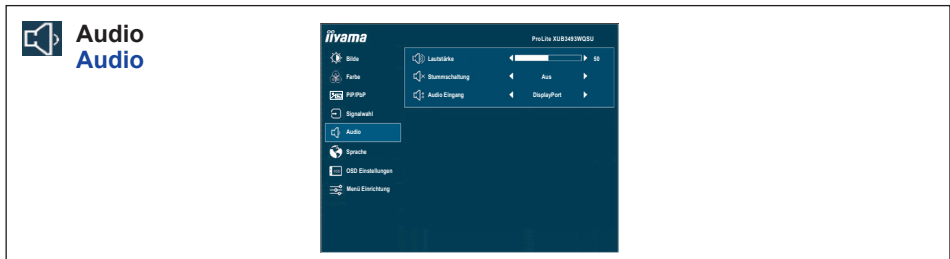 Audio
Audio
iiyama
ProLite XUB3493WQSU
Bilde
Farbe
PIP/PbP
Signalwahl
Audio
Sprache
OSD Einstellungen
Menü Einrichtung
Lautstärke 50
Stummschaltung Aus
Audio Eingang DisplayPort